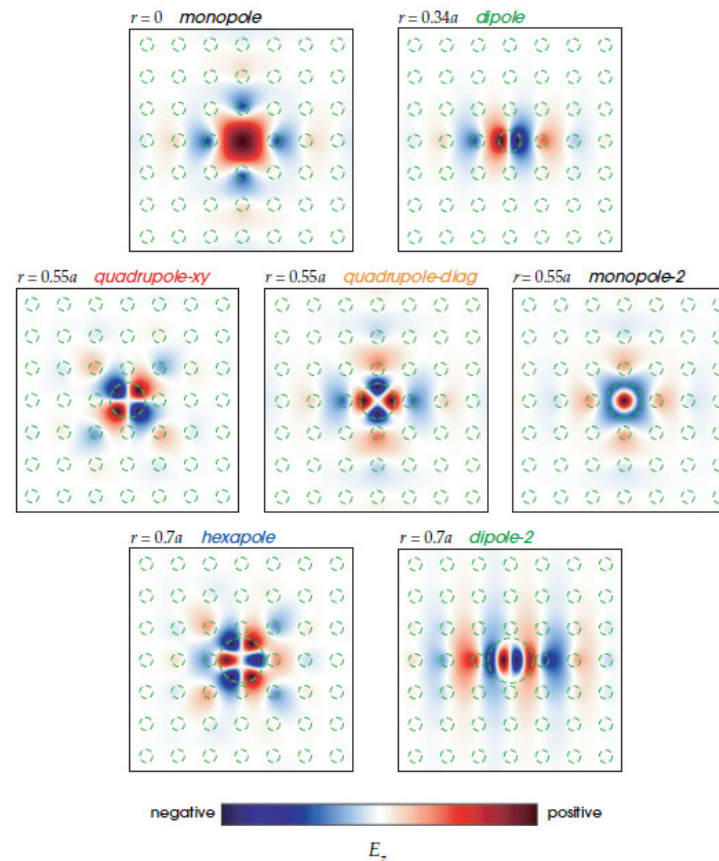 r = 0 monopole
r = 0.34a dipole
r = 0.55a quadrupole-xy
r = 0.55a quadrupole-diag
r = 0.55a monopole-2
r = 0.7a hexapole
r = 0.7a dipole-2
negative positive
E_z